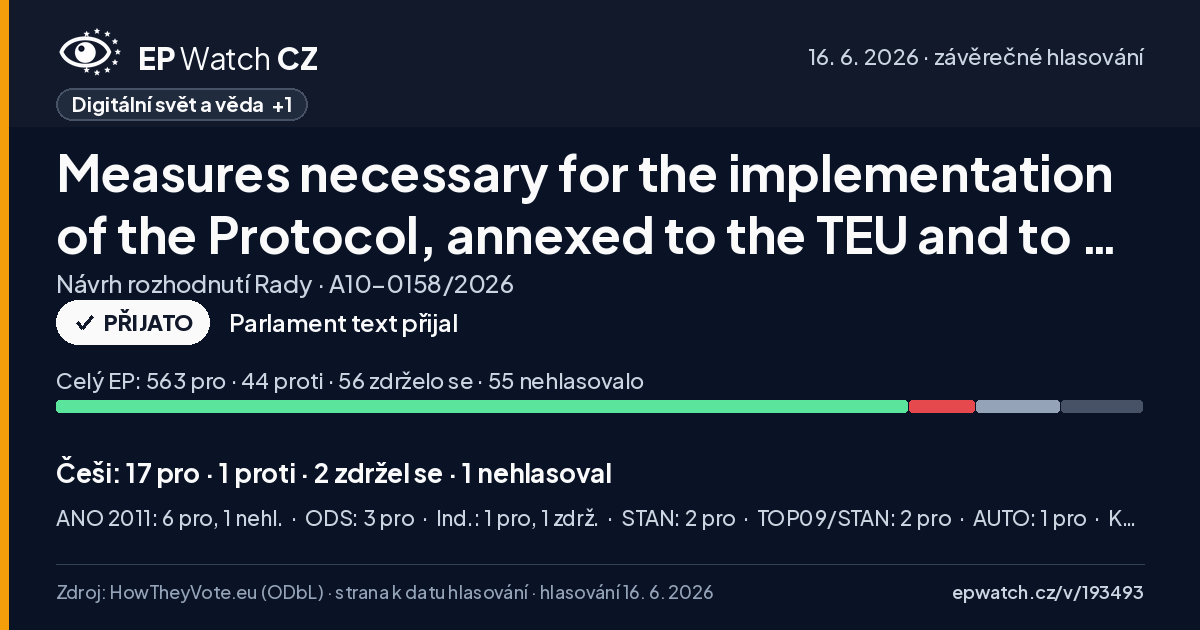 EP Watch CZ
16. 6. 2026 · závěrečné hlasování
Digitální svět a věda +1
Measures necessary for the implementation
of the Protocol, annexed to the TEU and to ...
Návrh rozhodnutí Rady · A10-0158/2026
✓ PŘIJATO Parlament text přijal
Celý EP: 563 pro · 44 proti · 56 zdrželo se · 55 nehlasovalo
Češi: 17 pro · 1 proti · 2 zdržel se · 1 nehlasoval
ANO 2011: 6 pro, 1 nehl. · ODS: 3 pro · Ind.: 1 pro, 1 zdrž. · STAN: 2 pro · TOP09/STAN: 2 pro · AUTO: 1 pro · K...
Zdroj: HowTheyVote.eu (ODbL) · strana k datu hlasování · hlasování 16. 6. 2026
epwatch.cz/v/193493